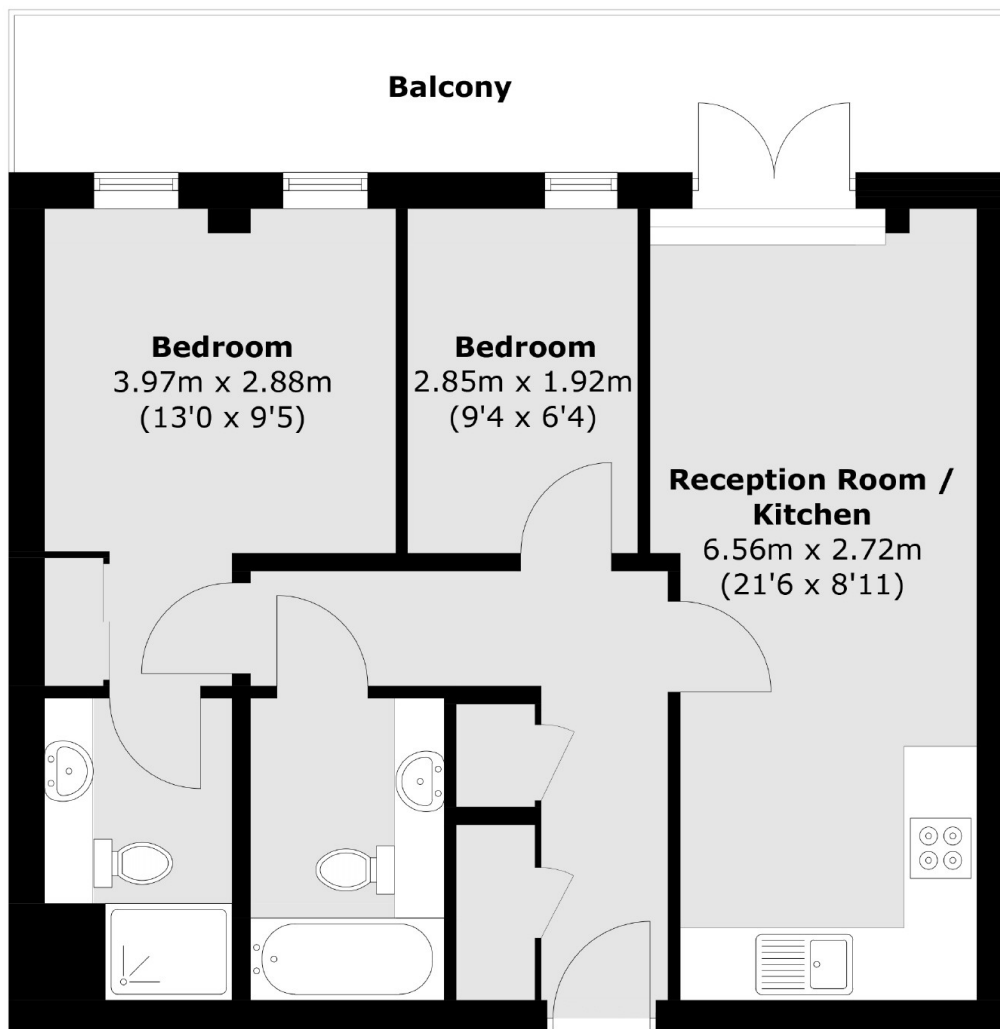 Balcony
Bedroom
3.97m x 2.88m
(13'0 x 9'5)
Bedroom
2.85m x 1.92m
(9'4 x 6'4)
Reception Room /
Kitchen
6.56m x 2.72m
(21'6 x 8'11)